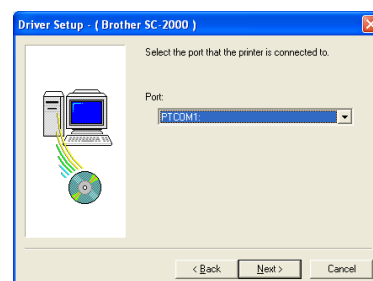 Driver Setup - ( Brother SC-2000 )
Select the port that the printer is connected to.
Port:
PTCOM1:
< Back
Next >
Cancel